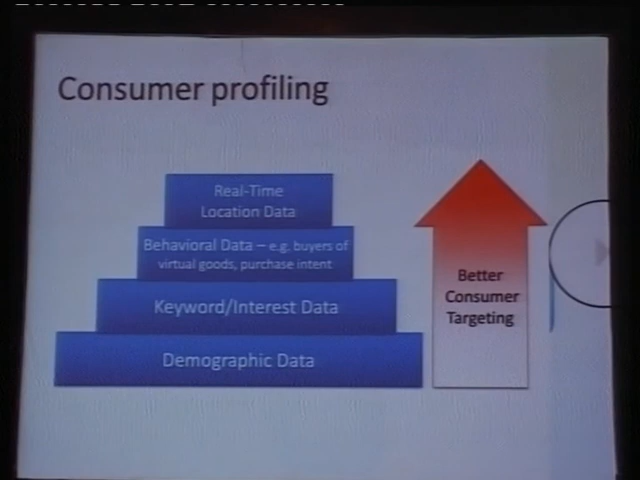 Consumer profiling
Real-Time
Location Data
Behavioral Data – e.g. buyers of
virtual goods, purchase intent
Keyword/Interest Data
Demographic Data
Better
Consumer
Targeting